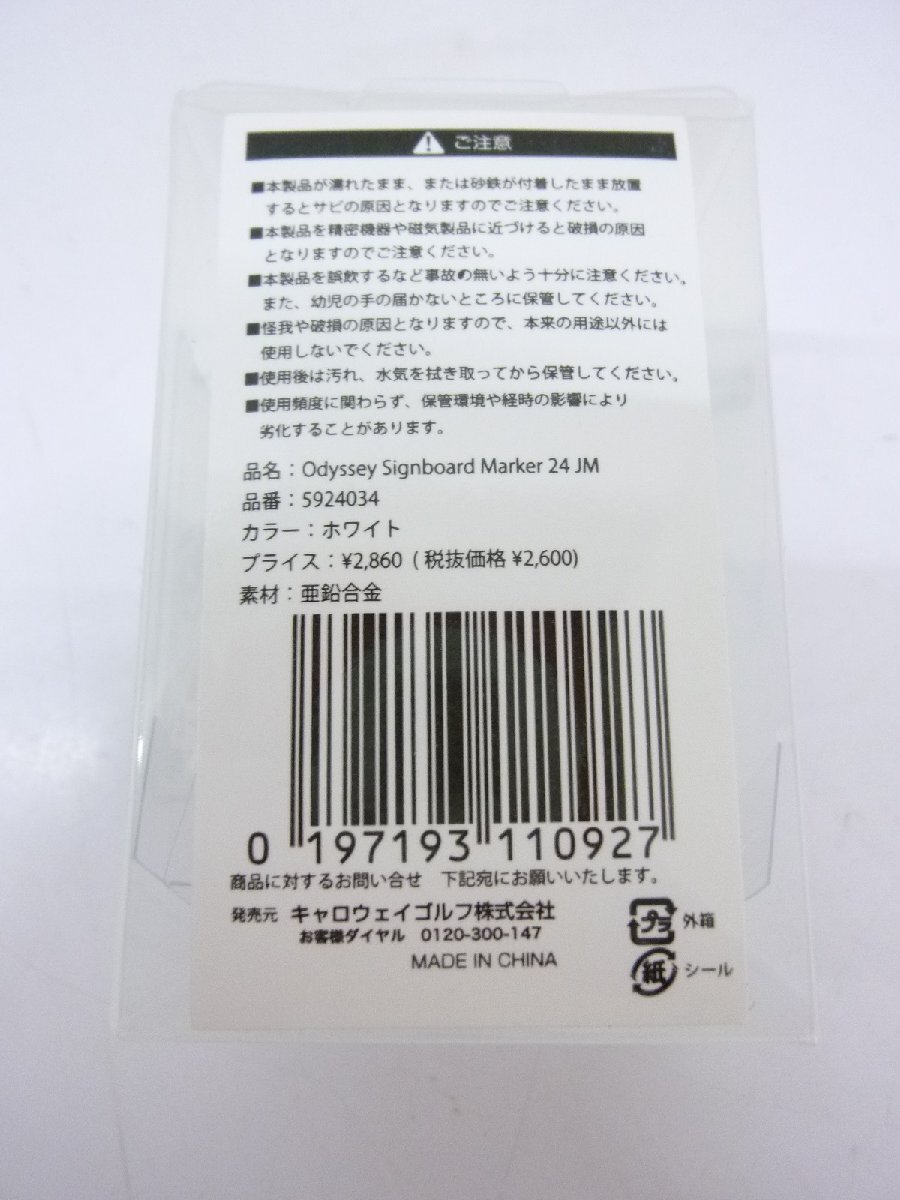 ご注意
■本製品が濡れたまま、または砂鉄が付着したまま放置
するとサビの原因となりますのでご注意ください。
■本製品を精密機器や磁気製品に近づけると破損の原因
となりますのでご注意ください。
■本製品を誤飲するなど事故の無いよう十分に注意ください。
また、幼児の手の届かないところに保管してください。
■怪我や破損の原因となりますので、本来の用途以外には
使用しないでください。
■使用後は汚れ、水気を拭き取ってから保管してください。
■使用頻度に関わらず、保管環境や経時の影響により
劣化することがあります。
品名：Odyssey Signboard Marker 24 JM
品番：5924034
カラー：ホワイト
プライス：¥2,860 ( 税抜価格 ¥2,600)
素材：亜鉛合金
0 197193 110927
商品に対するお問い合せ 下記宛にお願いいたします。
発売元 キャロウェイゴルフ株式会社
お客様ダイヤル 0120-300-147
MADE IN CHINA
プラ 外箱
紙 シール